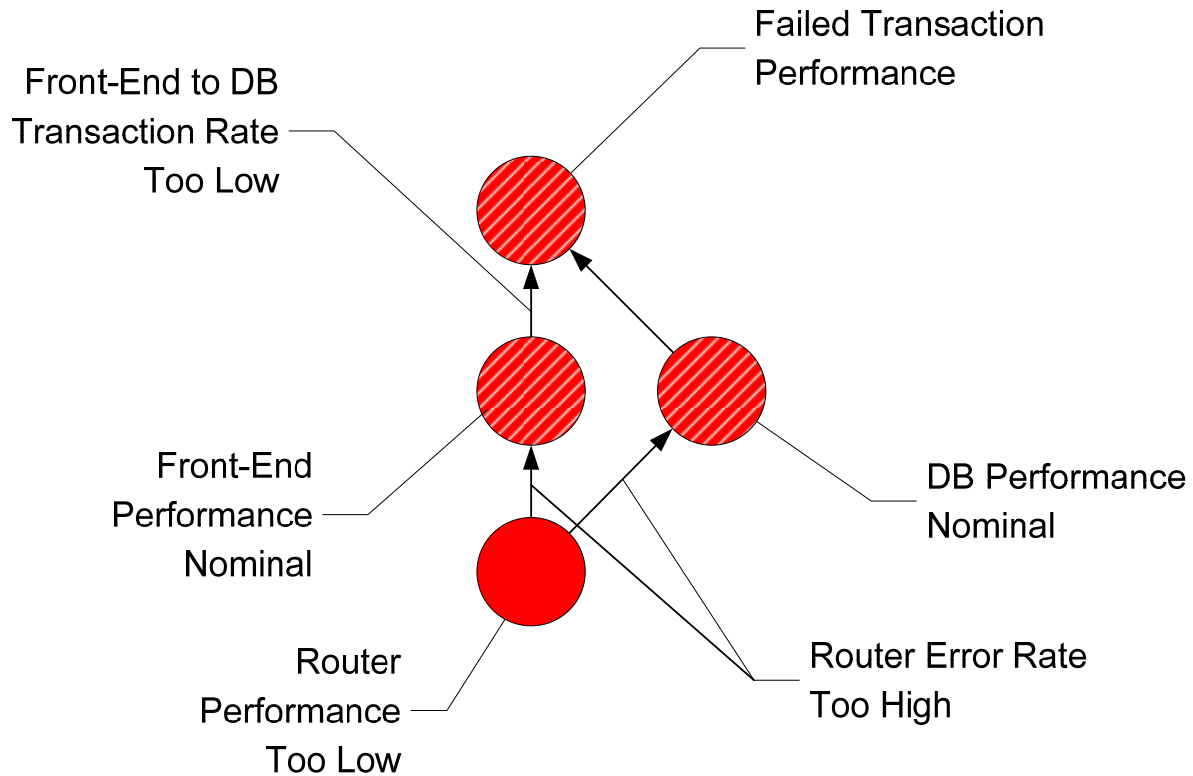 Failed Transaction
Performance
Front-End to DB
Transaction Rate
Too Low
Front-End
Performance
Nominal
DB Performance
Nominal
Router
Performance
Too Low
Router Error Rate
Too High